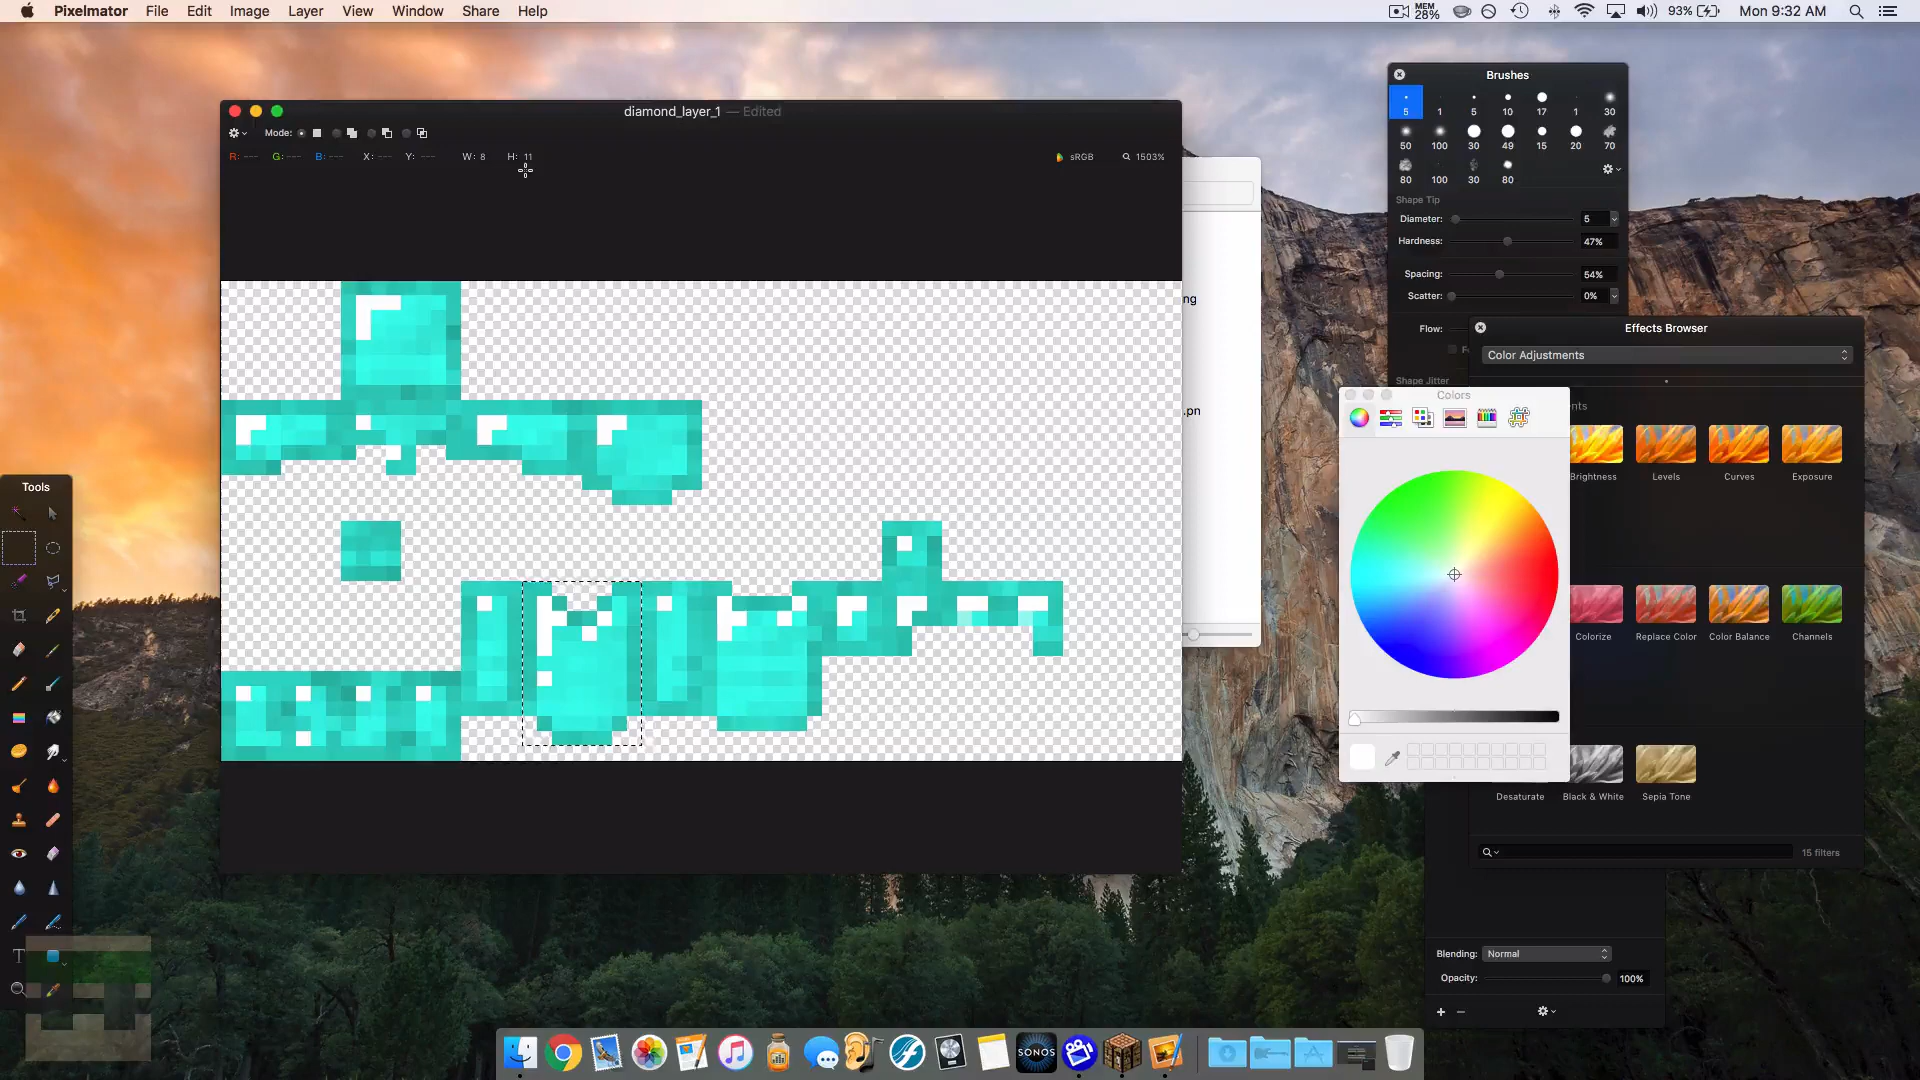 Pixelmator File Edit Image Layer View Window Share Help
MEM 28% 93% Mon 9:32 AM
diamond_layer_1 — Edited
Mode:
R: --- G: --- B: --- X: --- Y: --- W: 8 H: 11 sRGB 1503%
ng
.pn
Tools
T
Brushes
5 1 5 10 17 1 30
50 100 30 49 15 20 70
80 100 30 80
Shape Tip
Diameter: 5
Hardness: 47%
Spacing: 54%
Scatter: 0%
Flow:
Shape Jitter
Effects Browser
Color Adjustments
Brightness Levels Curves Exposure
Colorize Replace Color Color Balance Channels
Desaturate Black & White Sepia Tone
15 filters
Colors
Blending: Normal
Opacity: 100%
SONOS